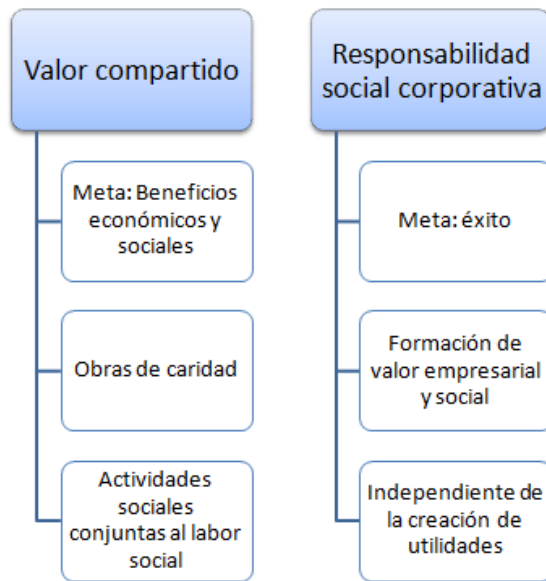 Valor compartido
Meta: Beneficios
económicos y
sociales
Obras de caridad
Actividades
sociales
conjuntas al labor
social
Responsabilidad
social corporativa
Meta: éxito
Formación de
valor empresarial
y social
Independiente de
la creación de
utilidades